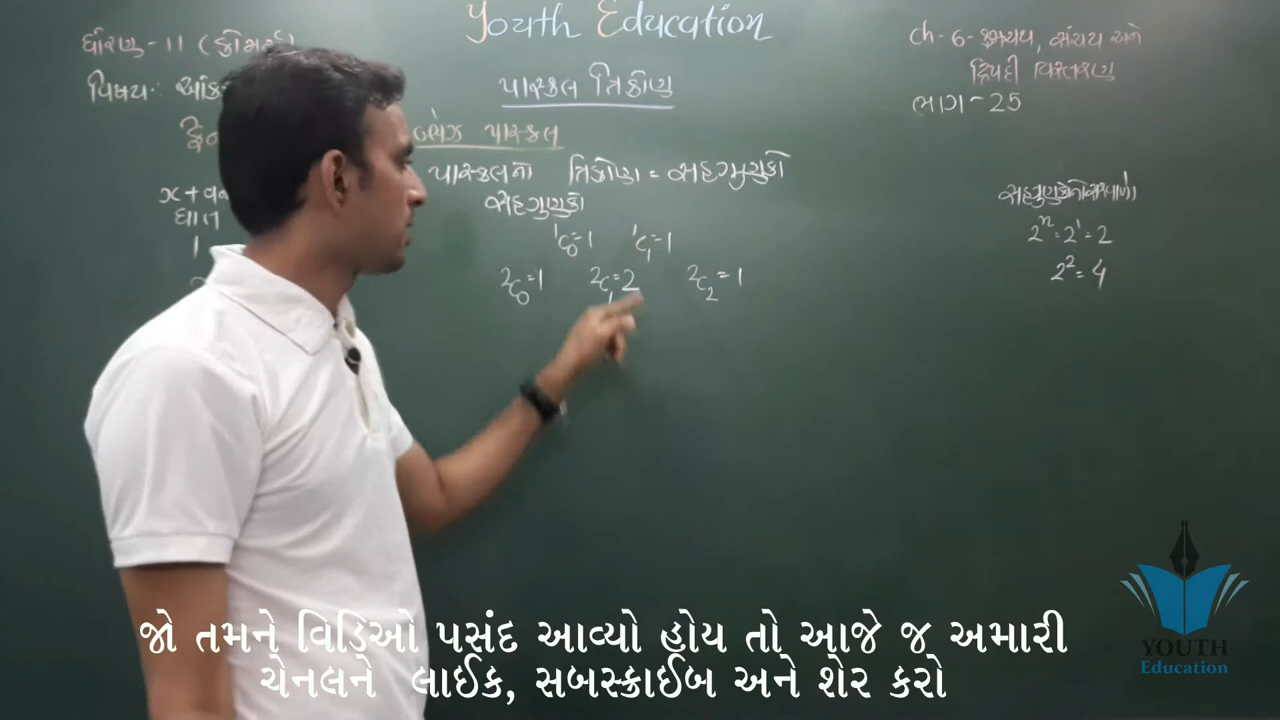 Youth Education
ધોરણ - 11 (કોમર્સ)
વિષય : આંક
પાસ્કલ ત્રિકોણ
Ch - 6 - ક્રમચય, સંચય અને
દ્વિપદી વિસ્તરણ
ભાગ - 25
પાસ્કલ
પાસ્કલનો ત્રિકોણ = સહગુણકો
સહગુણકો
ઘાત
1
¹C₀=1 ¹C₁=1
²C₀=1 ²C₁=2 ²C₂=1
2ⁿ = 2¹ = 2
2² = 4
જો તમને વિડિઓ પસંદ આવ્યો હોય તો આજે જ અમારી
ચેનલને લાઈક, સબસ્ક્રાઈબ અને શેર કરો
YOUTH
Education